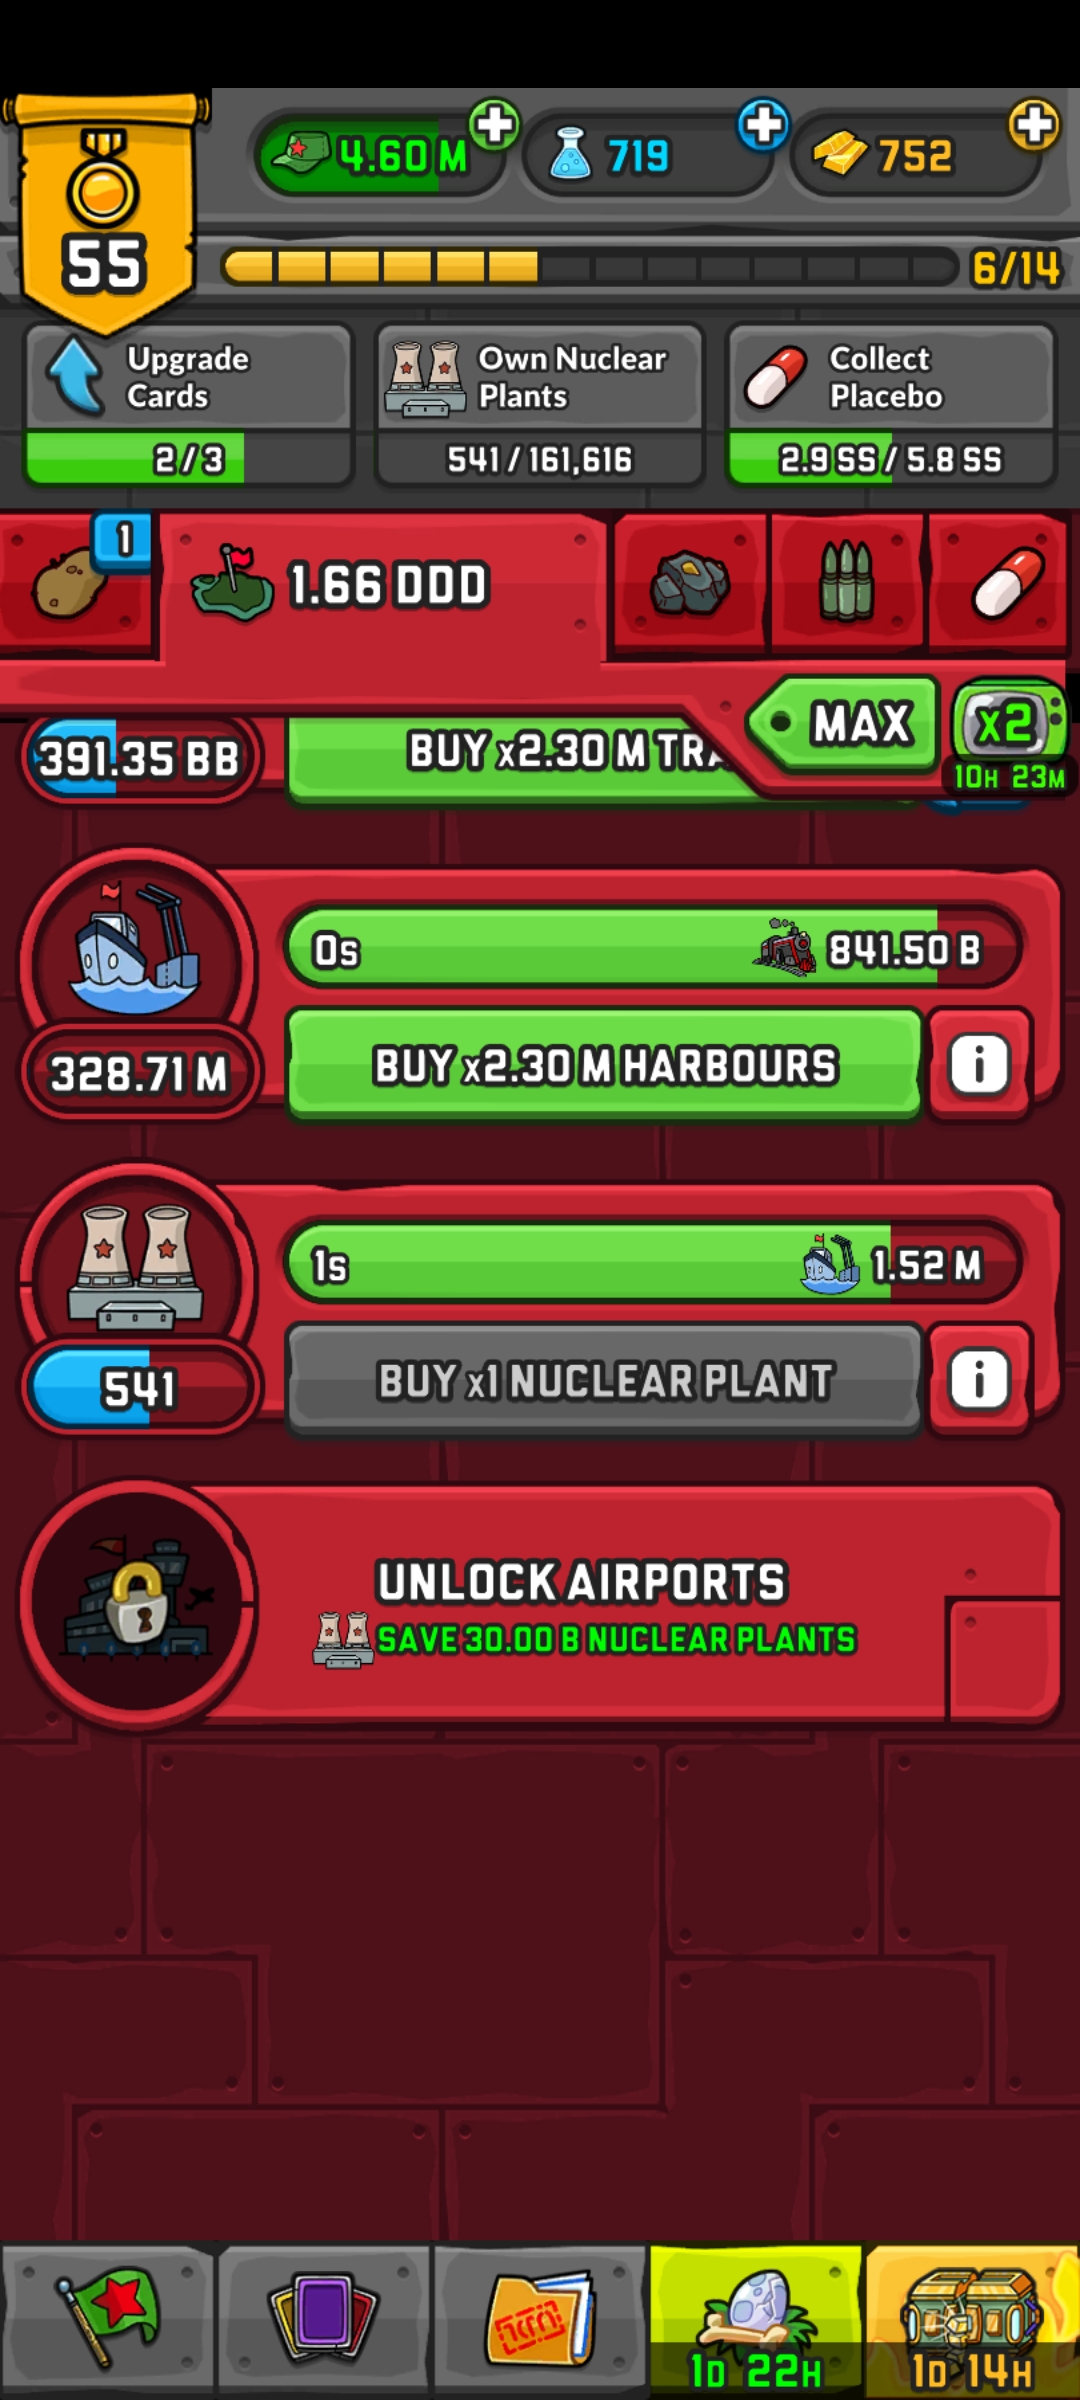 4.60 M
719
752
55
6/14
Upgrade
Cards
2/3
Own Nuclear
Plants
541/161,616
Collect
Placebo
2.9 SS/5.8 SS
1
1.66 DDD
MAX
x2
10H 23M
391.35 BB
BUY x2.30 M
0s
841.50 B
328.71 M
BUY x2.30 M HARBOURS
i
1s
1.52 M
541
BUY x1 NUCLEAR PLANT
i
UNLOCK AIRPORTS
SAVE 30.00 B NUCLEAR PLANTS
1D 22H
1D 14H